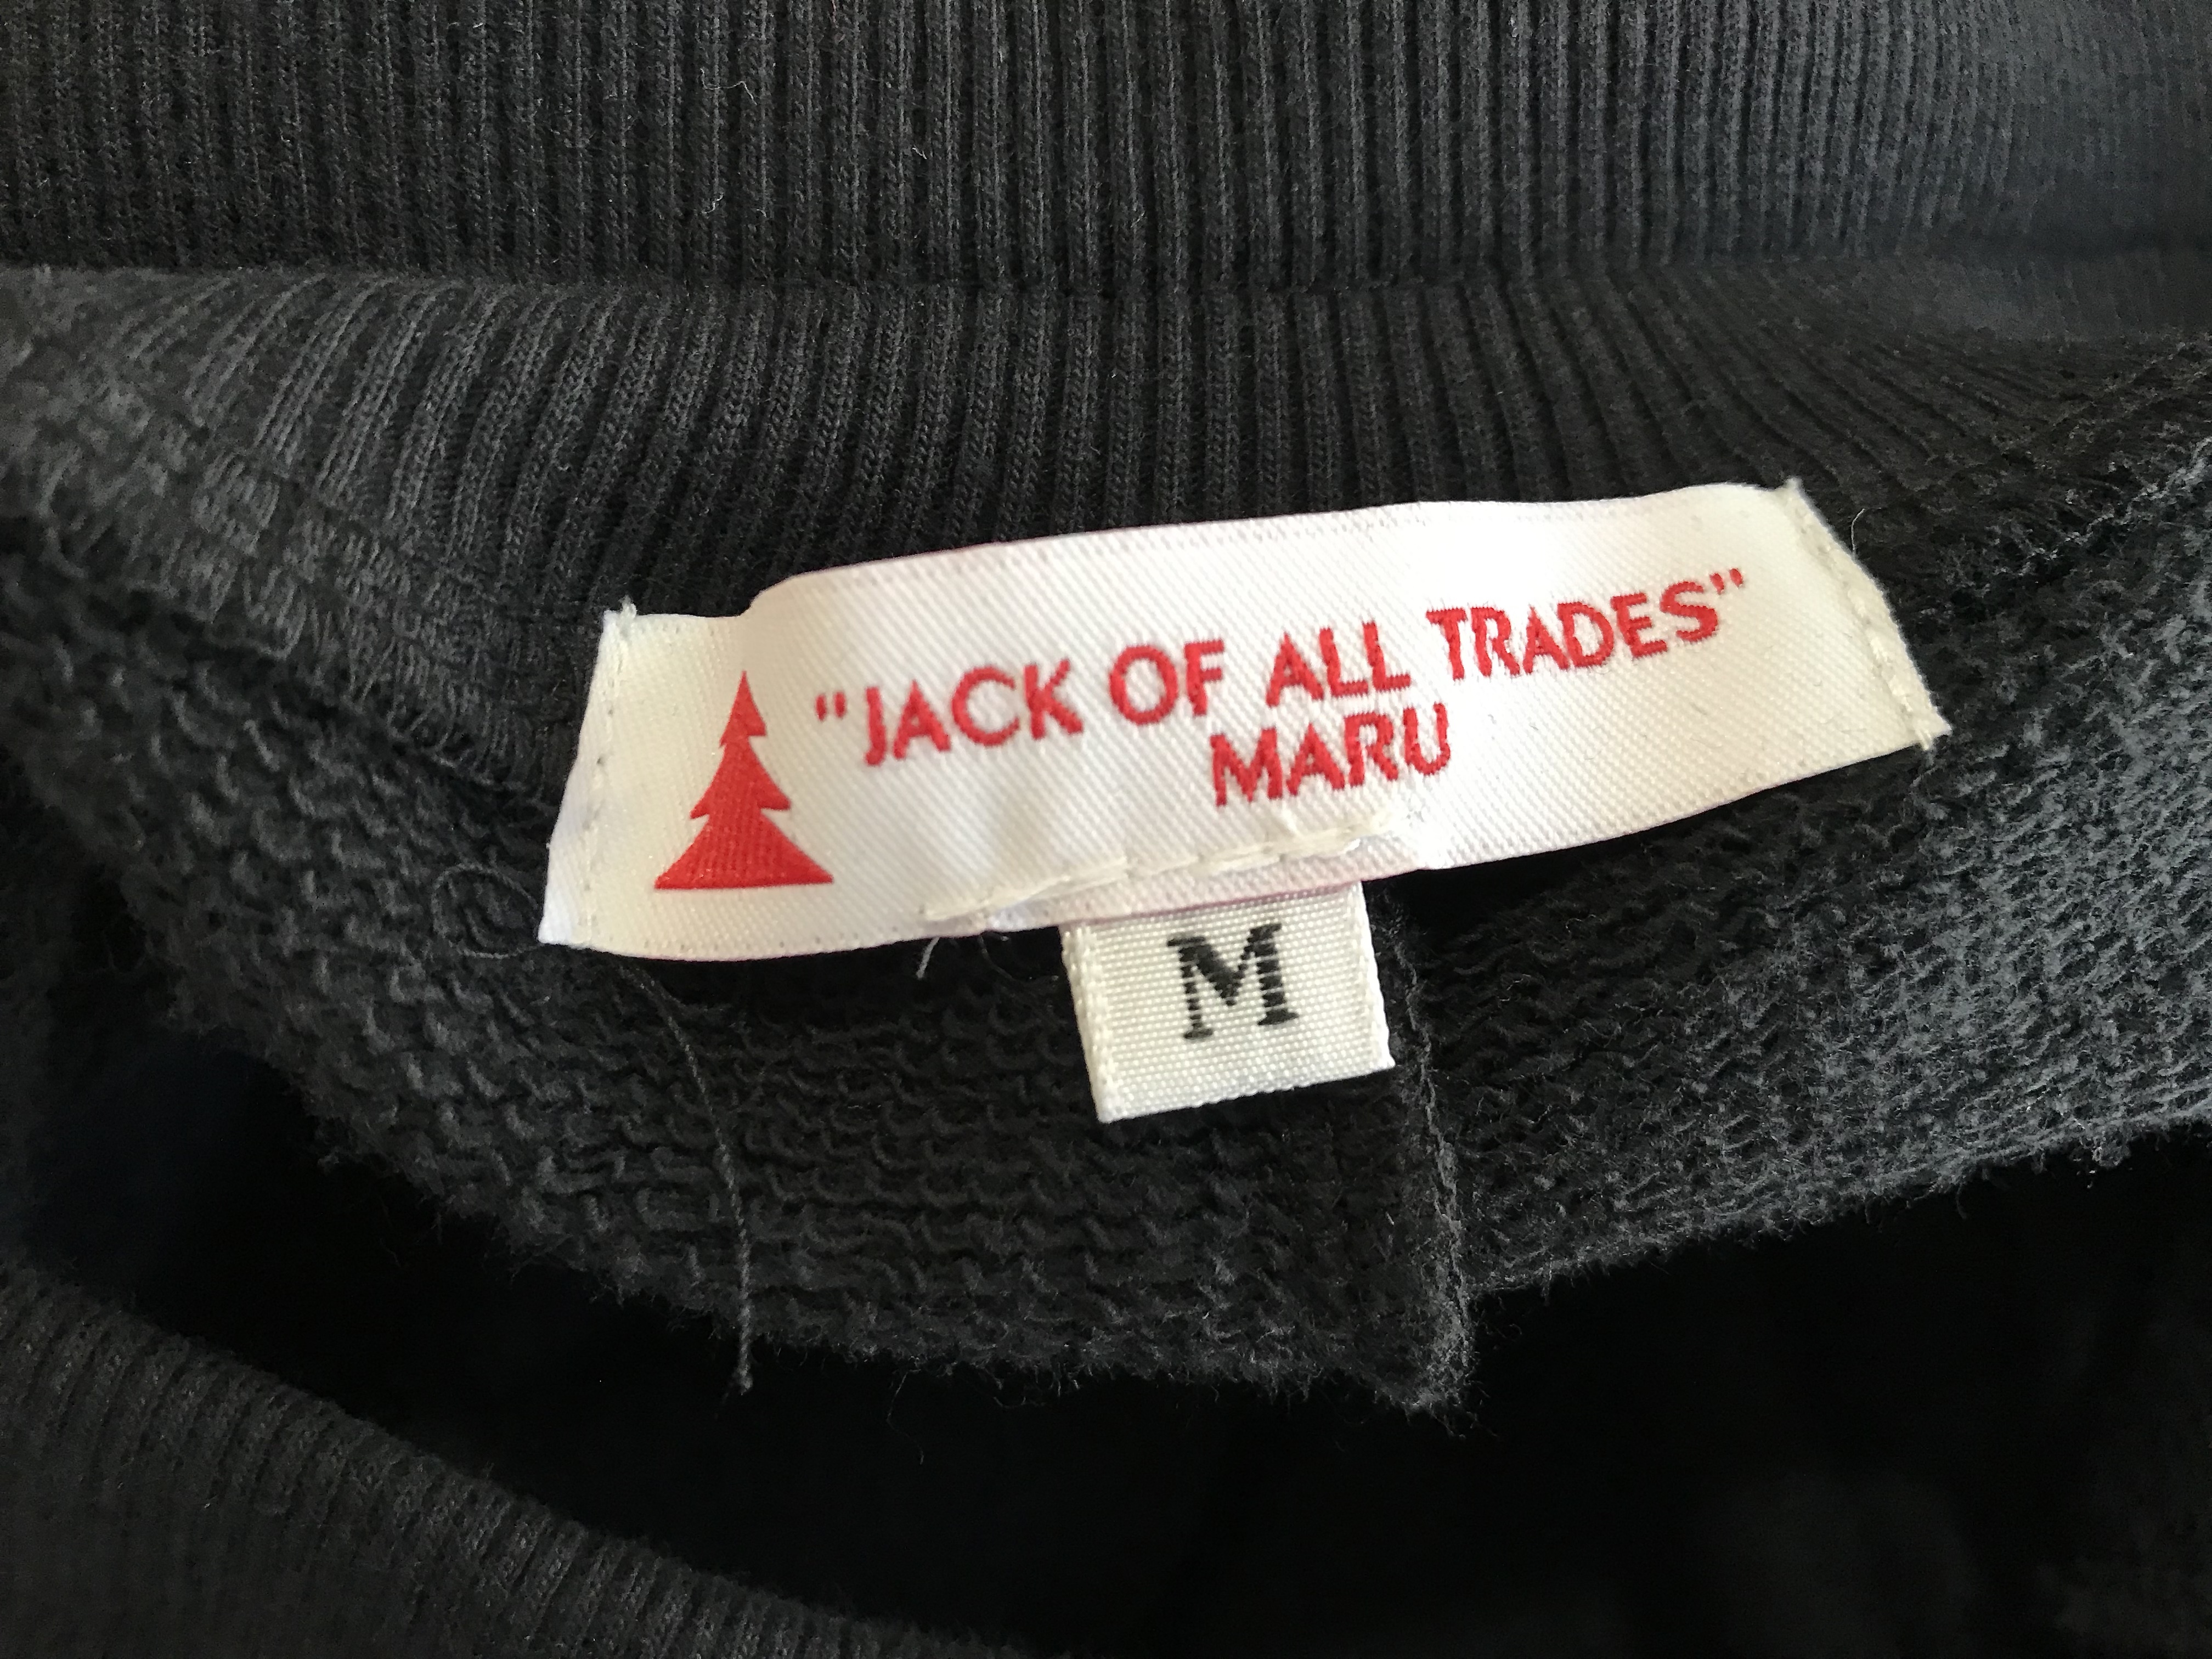 "JACK OF ALL TRADES"
MARU
M